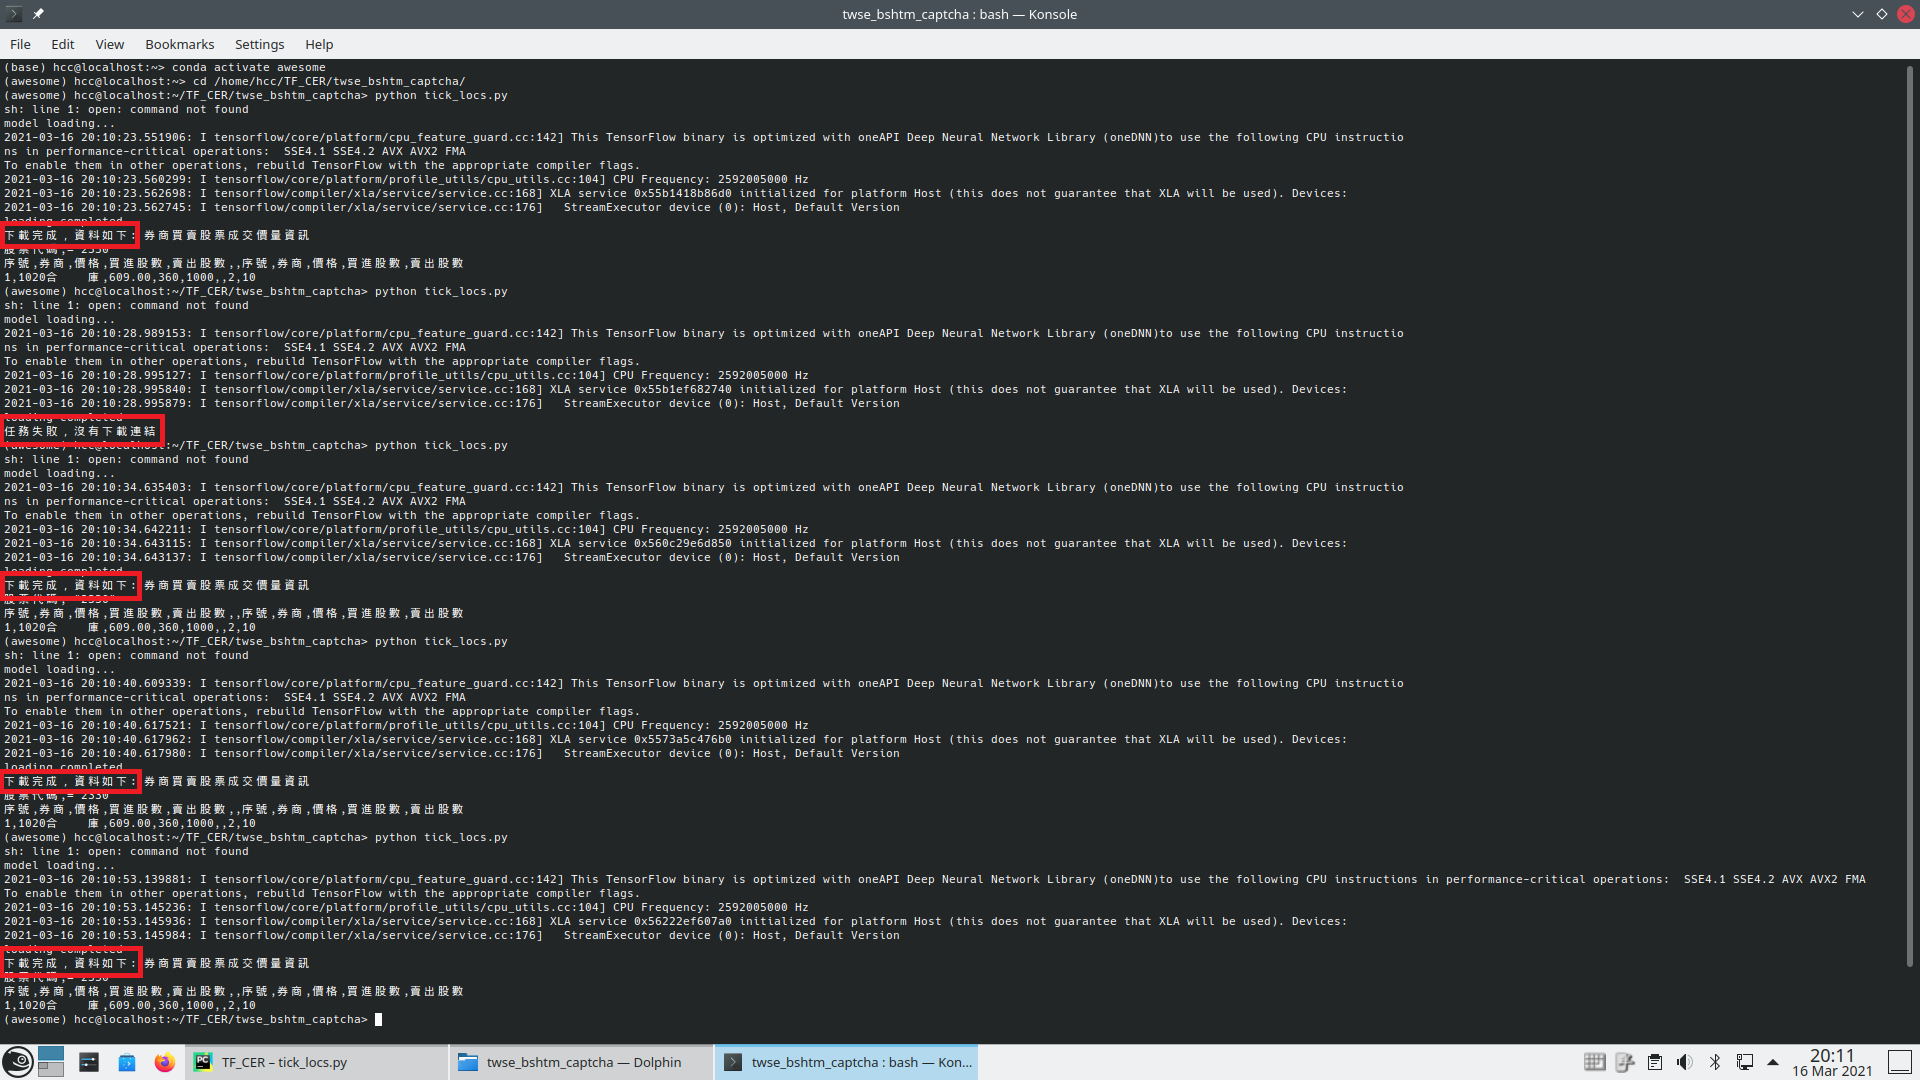 twse_bshtm_captcha : bash — Konsole
File Edit View Bookmarks Settings Help
(base) hcc@localhost:~> conda activate awesome
(awesome) hcc@localhost:~> cd /home/hcc/TF_CER/twse_bshtm_captcha/
(awesome) hcc@localhost:~/TF_CER/twse_bshtm_captcha> python tick_locs.py
sh: line 1: open: command not found
model loading...
2021-03-16 20:10:23.551906: I tensorflow/core/platform/cpu_feature_guard.cc:142] This TensorFlow binary is optimized with oneAPI Deep Neural Network Library (oneDNN)to use the following CPU instructio
ns in performance-critical operations:  SSE4.1 SSE4.2 AVX AVX2 FMA
To enable them in other operations, rebuild TensorFlow with the appropriate compiler flags.
2021-03-16 20:10:23.560299: I tensorflow/core/platform/profile_utils/cpu_utils.cc:104] CPU Frequency: 2592005000 Hz
2021-03-16 20:10:23.562698: I tensorflow/compiler/xla/service/service.cc:168] XLA service 0x55b1418b86d0 initialized for platform Host (this does not guarantee that XLA will be used). Devices:
2021-03-16 20:10:23.562745: I tensorflow/compiler/xla/service/service.cc:176]   StreamExecutor device (0): Host, Default Version
loading completed
下載完成，資料如下: 券商買賣股票成交價量資訊
股票代碼,= 2330
序號,券商,價格,買進股數,賣出股數,,序號,券商,價格,買進股數,賣出股數
1,1020合　　庫,609.00,360,1000,,2,10
(awesome) hcc@localhost:~/TF_CER/twse_bshtm_captcha> python tick_locs.py
sh: line 1: open: command not found
model loading...
2021-03-16 20:10:28.989153: I tensorflow/core/platform/cpu_feature_guard.cc:142] This TensorFlow binary is optimized with oneAPI Deep Neural Network Library (oneDNN)to use the following CPU instructio
ns in performance-critical operations:  SSE4.1 SSE4.2 AVX AVX2 FMA
To enable them in other operations, rebuild TensorFlow with the appropriate compiler flags.
2021-03-16 20:10:28.995127: I tensorflow/core/platform/profile_utils/cpu_utils.cc:104] CPU Frequency: 2592005000 Hz
2021-03-16 20:10:28.995840: I tensorflow/compiler/xla/service/service.cc:168] XLA service 0x55b1ef682740 initialized for platform Host (this does not guarantee that XLA will be used). Devices:
2021-03-16 20:10:28.995879: I tensorflow/compiler/xla/service/service.cc:176]   StreamExecutor device (0): Host, Default Version
loading completed
任務失敗，沒有下載連結
(awesome) hcc@localhost:~/TF_CER/twse_bshtm_captcha> python tick_locs.py
sh: line 1: open: command not found
model loading...
2021-03-16 20:10:34.635403: I tensorflow/core/platform/cpu_feature_guard.cc:142] This TensorFlow binary is optimized with oneAPI Deep Neural Network Library (oneDNN)to use the following CPU instructio
ns in performance-critical operations:  SSE4.1 SSE4.2 AVX AVX2 FMA
To enable them in other operations, rebuild TensorFlow with the appropriate compiler flags.
2021-03-16 20:10:34.642211: I tensorflow/core/platform/profile_utils/cpu_utils.cc:104] CPU Frequency: 2592005000 Hz
2021-03-16 20:10:34.643115: I tensorflow/compiler/xla/service/service.cc:168] XLA service 0x560c29e6d850 initialized for platform Host (this does not guarantee that XLA will be used). Devices:
2021-03-16 20:10:34.643137: I tensorflow/compiler/xla/service/service.cc:176]   StreamExecutor device (0): Host, Default Version
loading completed
下載完成，資料如下: 券商買賣股票成交價量資訊
股票代碼
序號,券商,價格,買進股數,賣出股數,,序號,券商,價格,買進股數,賣出股數
1,1020合　　庫,609.00,360,1000,,2,10
(awesome) hcc@localhost:~/TF_CER/twse_bshtm_captcha> python tick_locs.py
sh: line 1: open: command not found
model loading...
2021-03-16 20:10:40.609339: I tensorflow/core/platform/cpu_feature_guard.cc:142] This TensorFlow binary is optimized with oneAPI Deep Neural Network Library (oneDNN)to use the following CPU instructio
ns in performance-critical operations:  SSE4.1 SSE4.2 AVX AVX2 FMA
To enable them in other operations, rebuild TensorFlow with the appropriate compiler flags.
2021-03-16 20:10:40.617521: I tensorflow/core/platform/profile_utils/cpu_utils.cc:104] CPU Frequency: 2592005000 Hz
2021-03-16 20:10:40.617962: I tensorflow/compiler/xla/service/service.cc:168] XLA service 0x5573a5c476b0 initialized for platform Host (this does not guarantee that XLA will be used). Devices:
2021-03-16 20:10:40.617980: I tensorflow/compiler/xla/service/service.cc:176]   StreamExecutor device (0): Host, Default Version
loading completed
下載完成，資料如下: 券商買賣股票成交價量資訊
股票代碼,= 2330
序號,券商,價格,買進股數,賣出股數,,序號,券商,價格,買進股數,賣出股數
1,1020合　　庫,609.00,360,1000,,2,10
(awesome) hcc@localhost:~/TF_CER/twse_bshtm_captcha> python tick_locs.py
sh: line 1: open: command not found
model loading...
2021-03-16 20:10:53.139881: I tensorflow/core/platform/cpu_feature_guard.cc:142] This TensorFlow binary is optimized with oneAPI Deep Neural Network Library (oneDNN)to use the following CPU instructions in performance-critical operations:  SSE4.1 SSE4.2 AVX AVX2 FMA
To enable them in other operations, rebuild TensorFlow with the appropriate compiler flags.
2021-03-16 20:10:53.145236: I tensorflow/core/platform/profile_utils/cpu_utils.cc:104] CPU Frequency: 2592005000 Hz
2021-03-16 20:10:53.145936: I tensorflow/compiler/xla/service/service.cc:168] XLA service 0x56222ef607a0 initialized for platform Host (this does not guarantee that XLA will be used). Devices:
2021-03-16 20:10:53.145984: I tensorflow/compiler/xla/service/service.cc:176]   StreamExecutor device (0): Host, Default Version
loading completed
下載完成，資料如下: 券商買賣股票成交價量資訊
股票代碼,= 2330
序號,券商,價格,買進股數,賣出股數,,序號,券商,價格,買進股數,賣出股數
1,1020合　　庫,609.00,360,1000,,2,10
(awesome) hcc@localhost:~/TF_CER/twse_bshtm_captcha>
TF_CER – tick_locs.py
twse_bshtm_captcha — Dolphin
twse_bshtm_captcha : bash — Kon...
20:11
16 Mar 2021